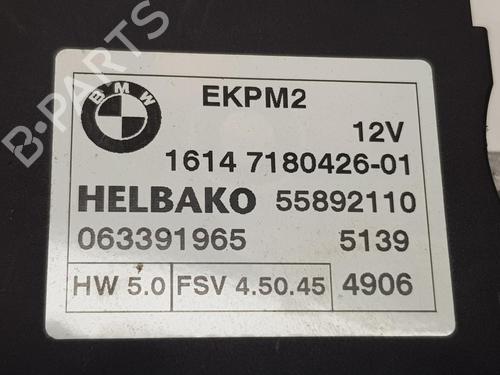 BMW
EKPM2
12V
1614 7180426-01
HELBAKO 55892110
063391965 5139
HW 5.0 FSV 4.50.45 4906
B-PARTS